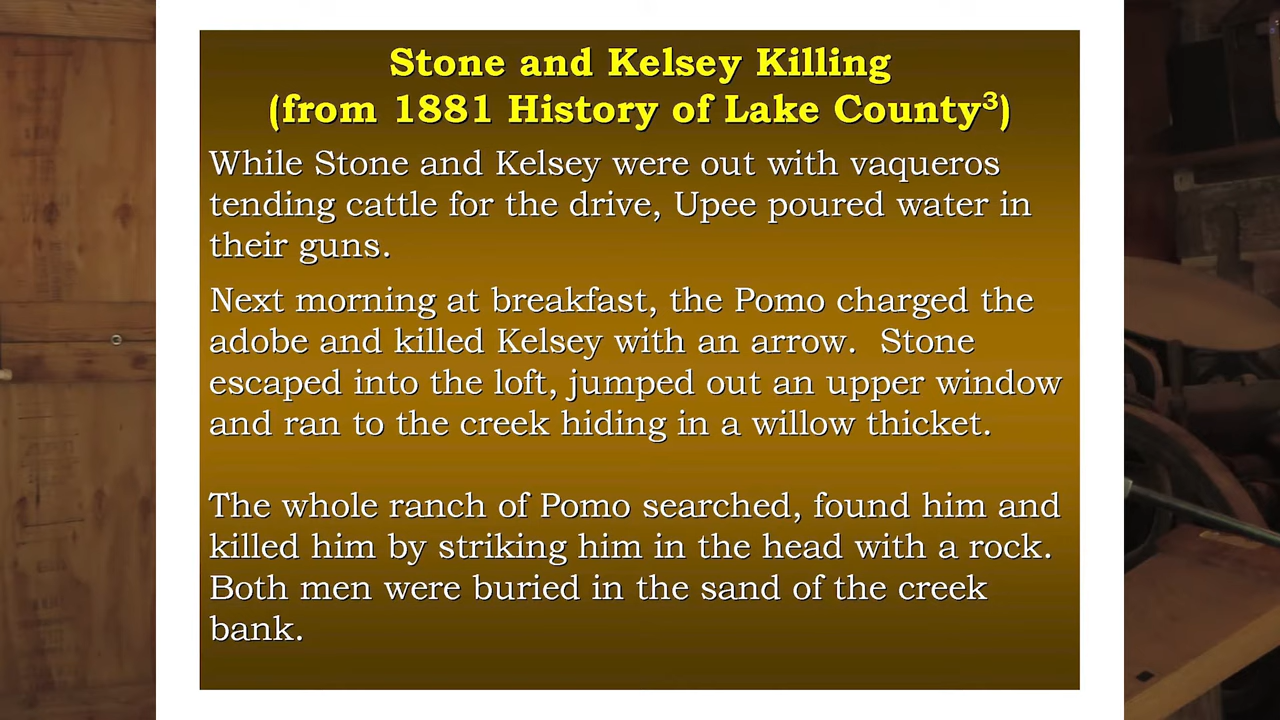 Stone and Kelsey Killing
(from 1881 History of Lake County³)
While Stone and Kelsey were out with vaqueros
tending cattle for the drive, Upee poured water in
their guns.
Next morning at breakfast, the Pomo charged the
adobe and killed Kelsey with an arrow.  Stone
escaped into the loft, jumped out an upper window
and ran to the creek hiding in a willow thicket.
The whole ranch of Pomo searched, found him and
killed him by striking him in the head with a rock.
Both men were buried in the sand of the creek
bank.